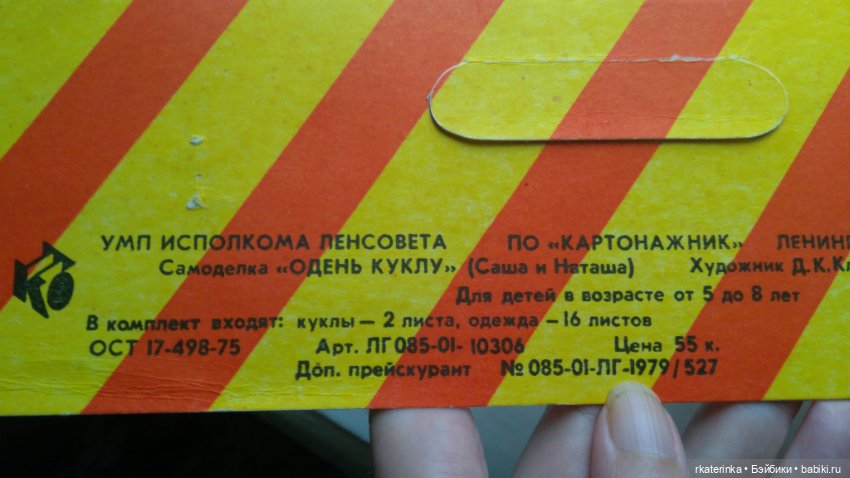 УМП ИСПОЛКОМА ЛЕНСОВЕТА ПО «КАРТОНАЖНИК»
Самоделка «ОДЕНЬ КУКЛУ» (Саша и Наташа) Художник Д.К.
Для детей в возрасте от 5 до 8 лет
В комплект входят: куклы — 2 листа, одежда — 16 листов
ОСТ 17-498-75 Арт. ЛГ 085-01- 10306 Цена 55 к.
Доп. прейскурант № 085-01-ЛГ-1979/527
rkaterinka • Бэйбики • babiki.ru